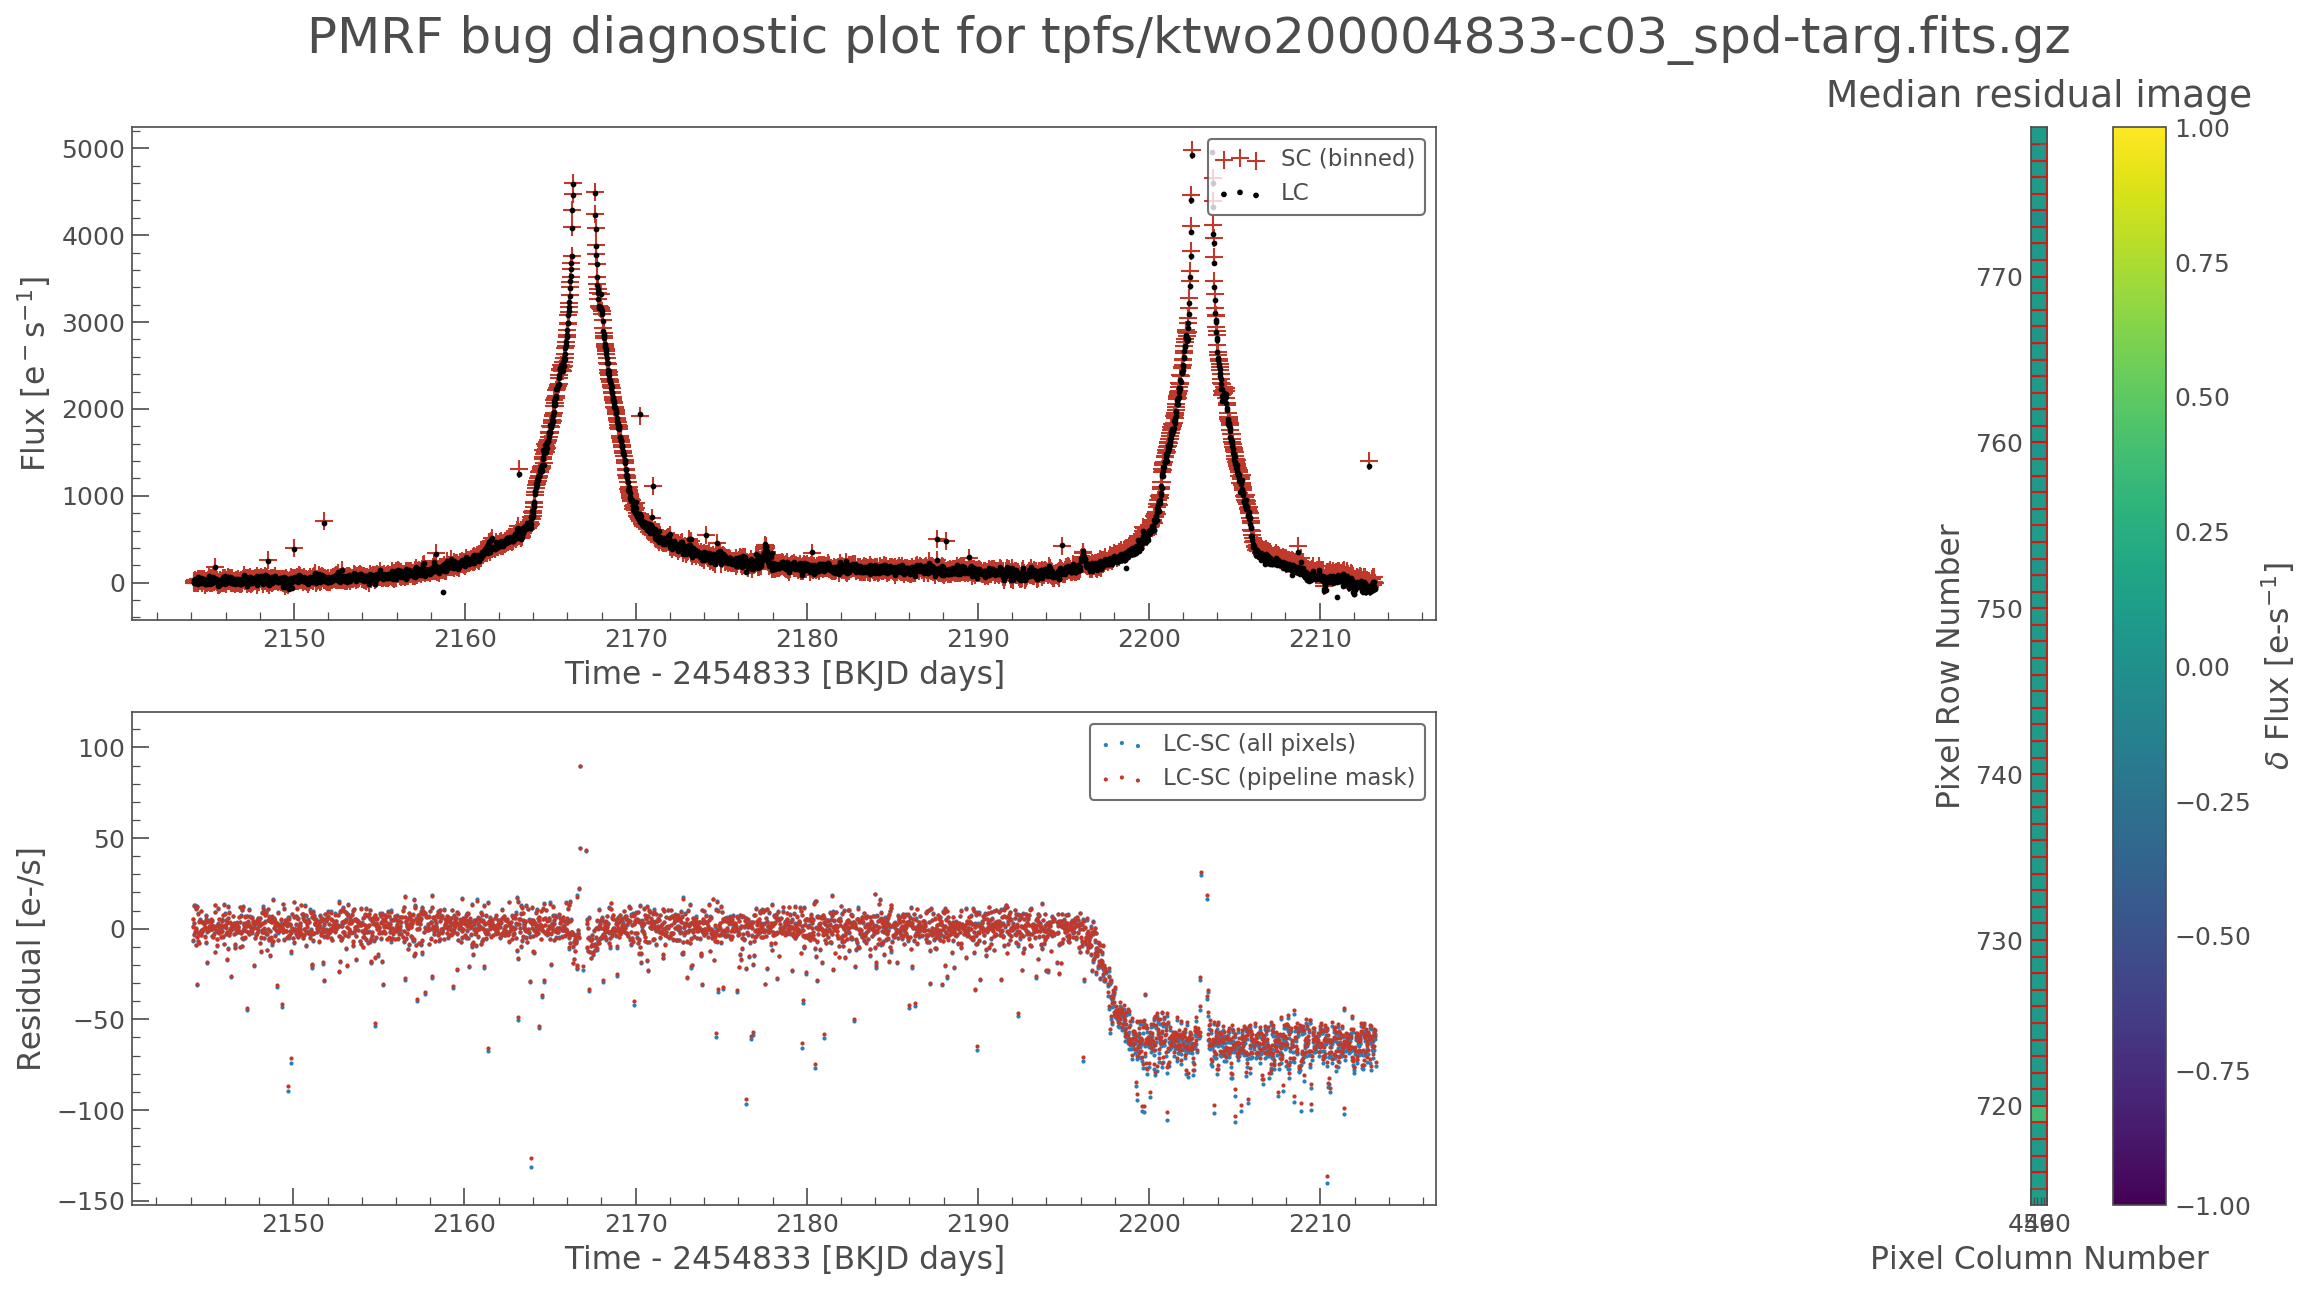 PMRF bug diagnostic plot for tpfs/ktwo200004833-c03_spd-targ.fits.gz
Flux [e⁻ s⁻¹]
5000
4000
3000
2000
1000
0
SC (binned)
LC
2150 2160 2170 2180 2190 2200 2210
Time - 2454833 [BKJD days]
Residual [e-/s]
100
50
0
−50
−100
−150
LC-SC (all pixels)
LC-SC (pipeline mask)
2150 2160 2170 2180 2190 2200 2210
Time - 2454833 [BKJD days]
Median residual image
Pixel Row Number
770
760
750
740
730
720
Pixel Column Number
1.00
0.75
0.50
0.25
0.00
−0.25
−0.50
−0.75
−1.00
δ Flux [e-s⁻¹]